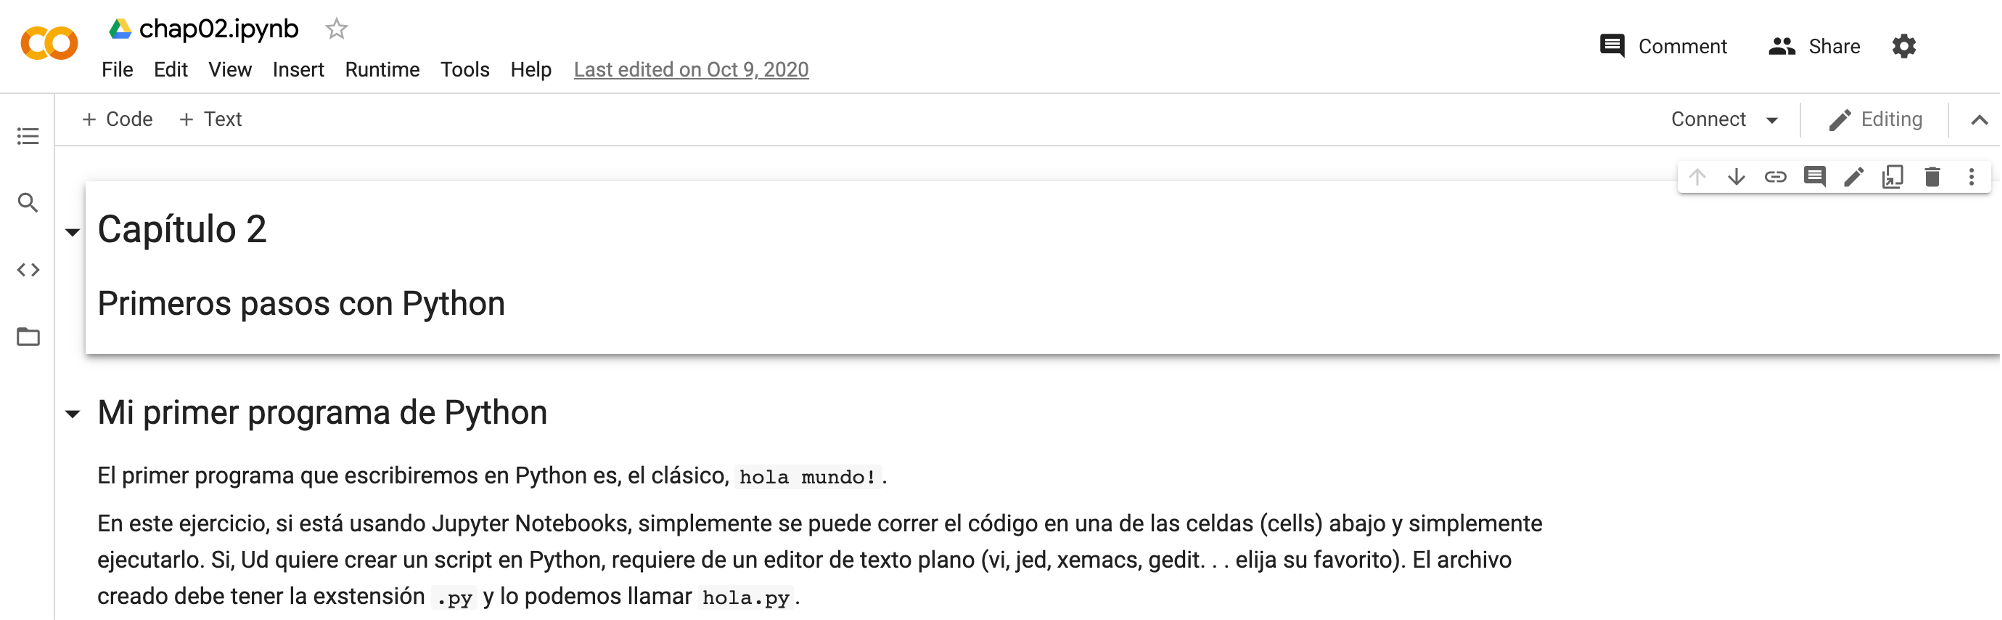 chap02.ipynb
File Edit View Insert Runtime Tools Help Last edited on Oct 9, 2020
Comment Share
+ Code + Text
Connect Editing
Capítulo 2
Primeros pasos con Python
Mi primer programa de Python
El primer programa que escribiremos en Python es, el clásico, hola mundo!.
En este ejercicio, si está usando Jupyter Notebooks, simplemente se puede correr el código en una de las celdas (cells) abajo y simplemente
ejecutarlo. Si, Ud quiere crear un script en Python, requiere de un editor de texto plano (vi, jed, xemacs, gedit. . . elija su favorito). El archivo
creado debe tener la exstensión .py y lo podemos llamar hola.py.